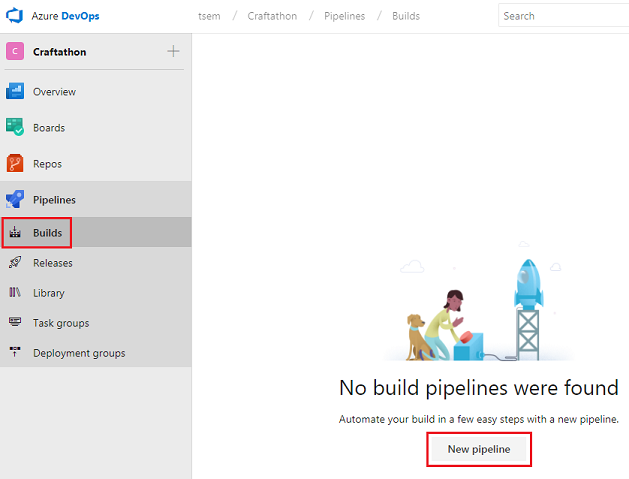 Azure DevOps tsem / Craftathon / Pipelines / Builds Search
C Craftathon +
Overview
Boards
Repos
Pipelines
Builds
Releases
Library
Task groups
Deployment groups
No build pipelines were found
Automate your build in a few easy steps with a new pipeline.
New pipeline